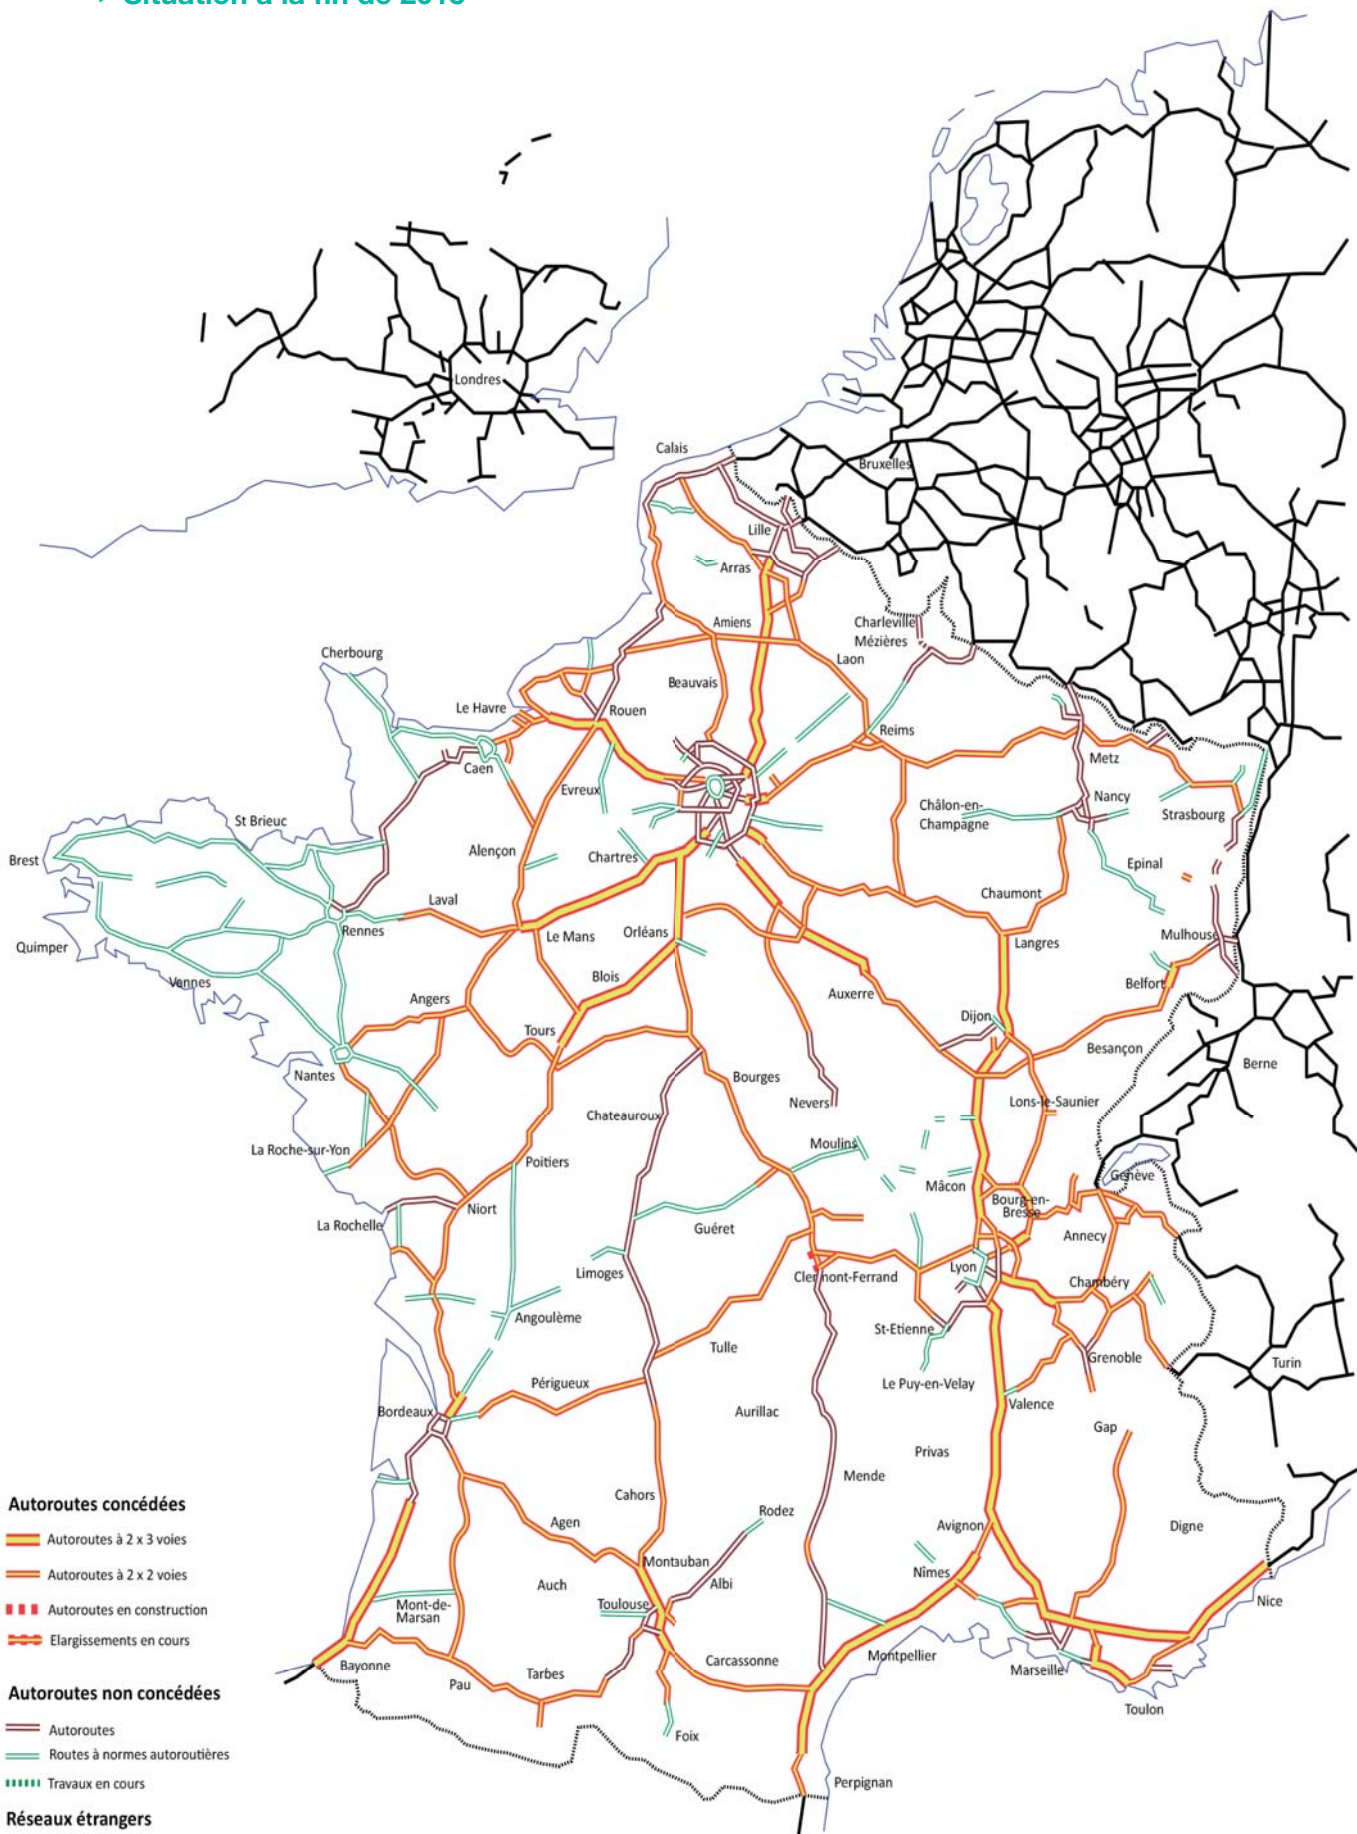 Situation à la fin de
Londres
Calais
Bruxelles
Lille
Arras
Amiens
Charleville
Mézières
Laon
Cherbourg
Beauvais
Le Havre
Rouen
Reims
Caen
Metz
Evreux
Nancy
Châlon-en-
Champagne
Strasbourg
St Brieuc
Alençon
Chartres
Brest
Epinal
Laval
Chaumont
Rennes
Le Mans
Orléans
Langres
Mulhouse
Quimper
Vannes
Blois
Auxerre
Belfort
Angers
Tours
Dijon
Besançon
Berne
Nantes
Bourges
Nevers
Chateauroux
Lons-le-Saunier
La Roche-sur-Yon
Moulins
Poitiers
Genève
Mâcon
Bourg-en-
Bresse
Niort
La Rochelle
Guéret
Annecy
Limoges
Clermont-Ferrand
Lyon
Chambéry
Angoulême
St-Etienne
Tulle
Grenoble
Turin
Périgueux
Le Puy-en-Velay
Bordeaux
Aurillac
Valence
Gap
Privas
Mende
Cahors
Rodez
Agen
Avignon
Digne
Montauban
Nîmes
Auch
Albi
Mont-de-
Marsan
Toulouse
Nice
Bayonne
Tarbes
Carcassonne
Montpellier
Marseille
Pau
Toulon
Foix
Perpignan
Autoroutes concédées
Autoroutes à 2 x 3 voies
Autoroutes à 2 x 2 voies
Autoroutes en construction
Elargissements en cours
Autoroutes non concédées
Autoroutes
Routes à normes autoroutières
Travaux en cours
Réseaux étrangers